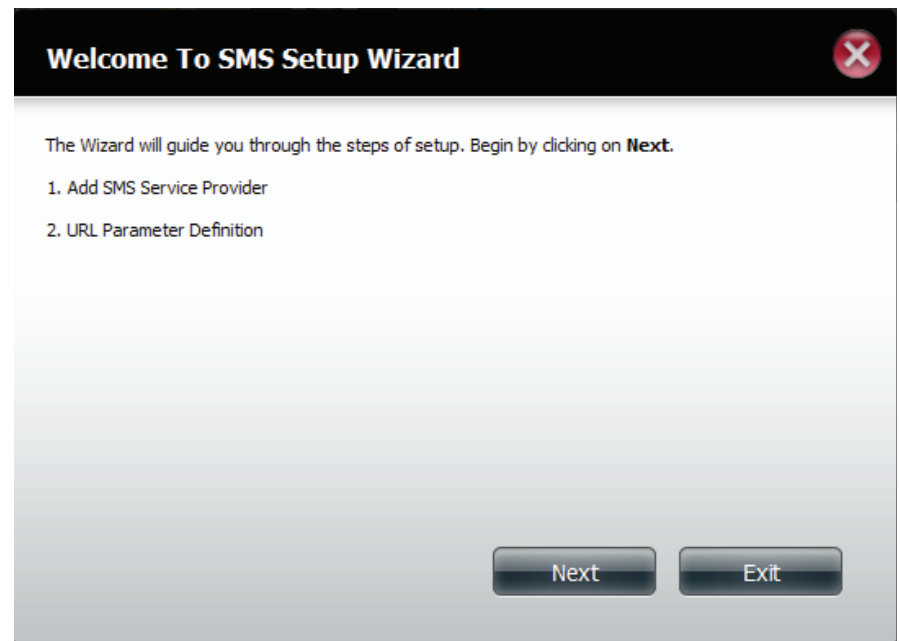 Welcome To SMS Setup Wizard
The Wizard will guide you through the steps of setup. Begin by clicking on Next.
1. Add SMS Service Provider
2. URL Parameter Definition
Next Exit